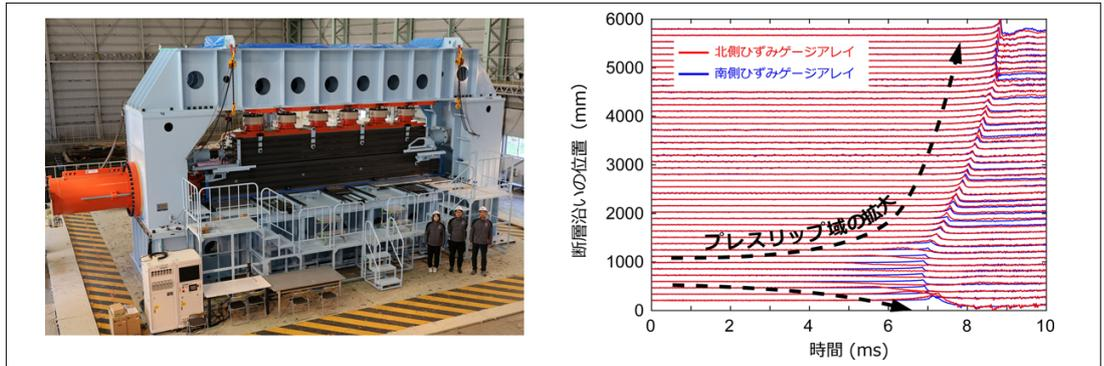 北側ひずみゲージアレイ
南側ひずみゲージアレイ
プレスリップ域の拡大
断層沿いの位置 (mm)
6000
5000
4000
3000
2000
1000
0
0 2 4 6 8 10
時間 (ms)